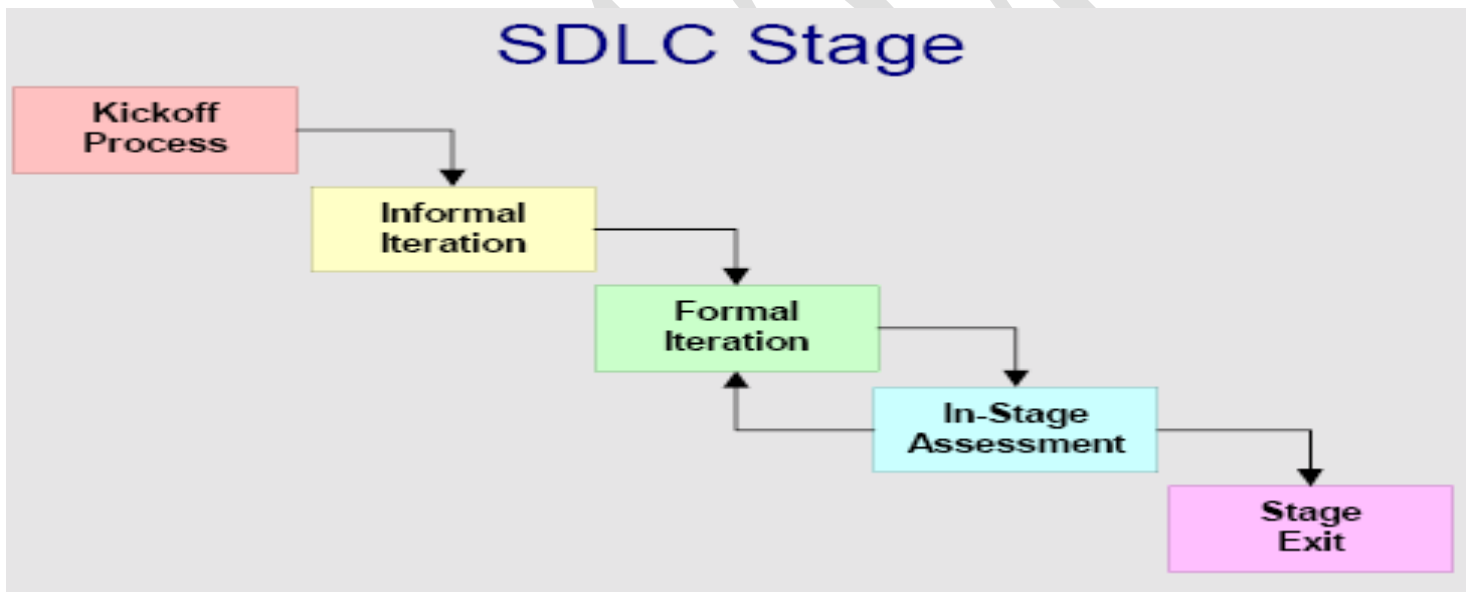 SDLC Stage
Kickoff
Process
Informal
Iteration
Formal
Iteration
In-Stage
Assessment
Stage
Exit